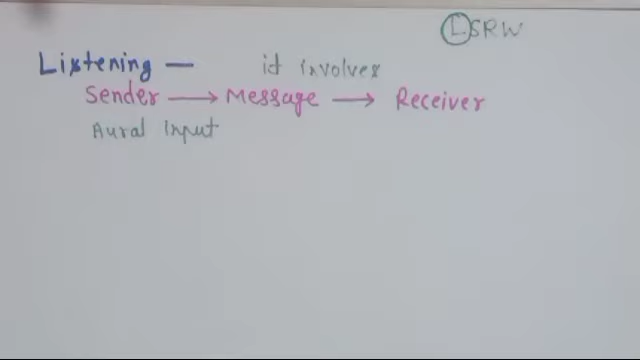 LSRW
Listening — it involves
Sender → Message → Receiver
Aural input